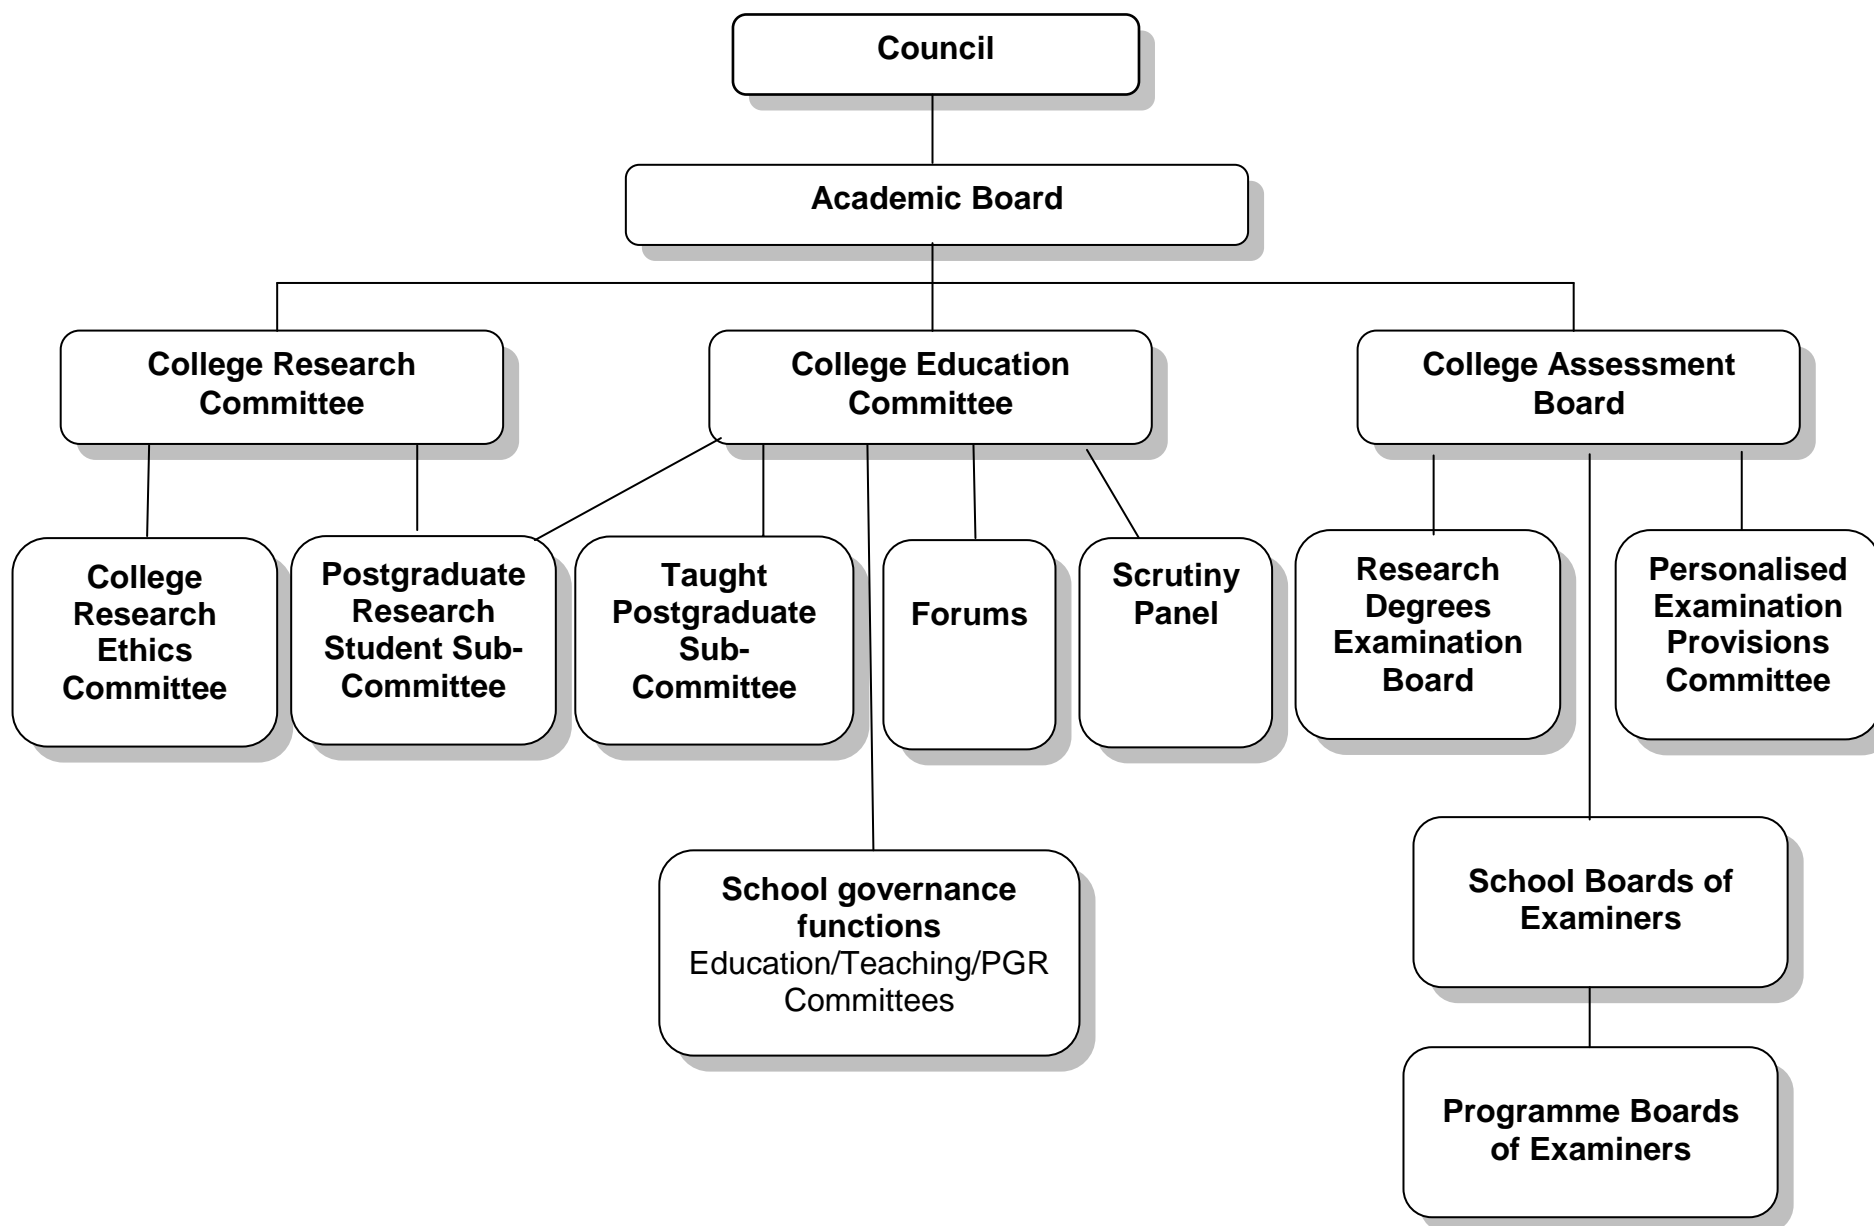 Council
Academic Board
College Research
Committee
College Education
Committee
College Assessment
Board
College
Research
Ethics
Committee
Postgraduate
Research
Student Sub-
Committee
Taught
Postgraduate
Sub-
Committee
Forums
Scrutiny
Panel
Research
Degrees
Examination
Board
Personalised
Examination
Provisions
Committee
School governance
functions
Education/Teaching/PGR
Committees
School Boards of
Examiners
Programme Boards
of Examiners